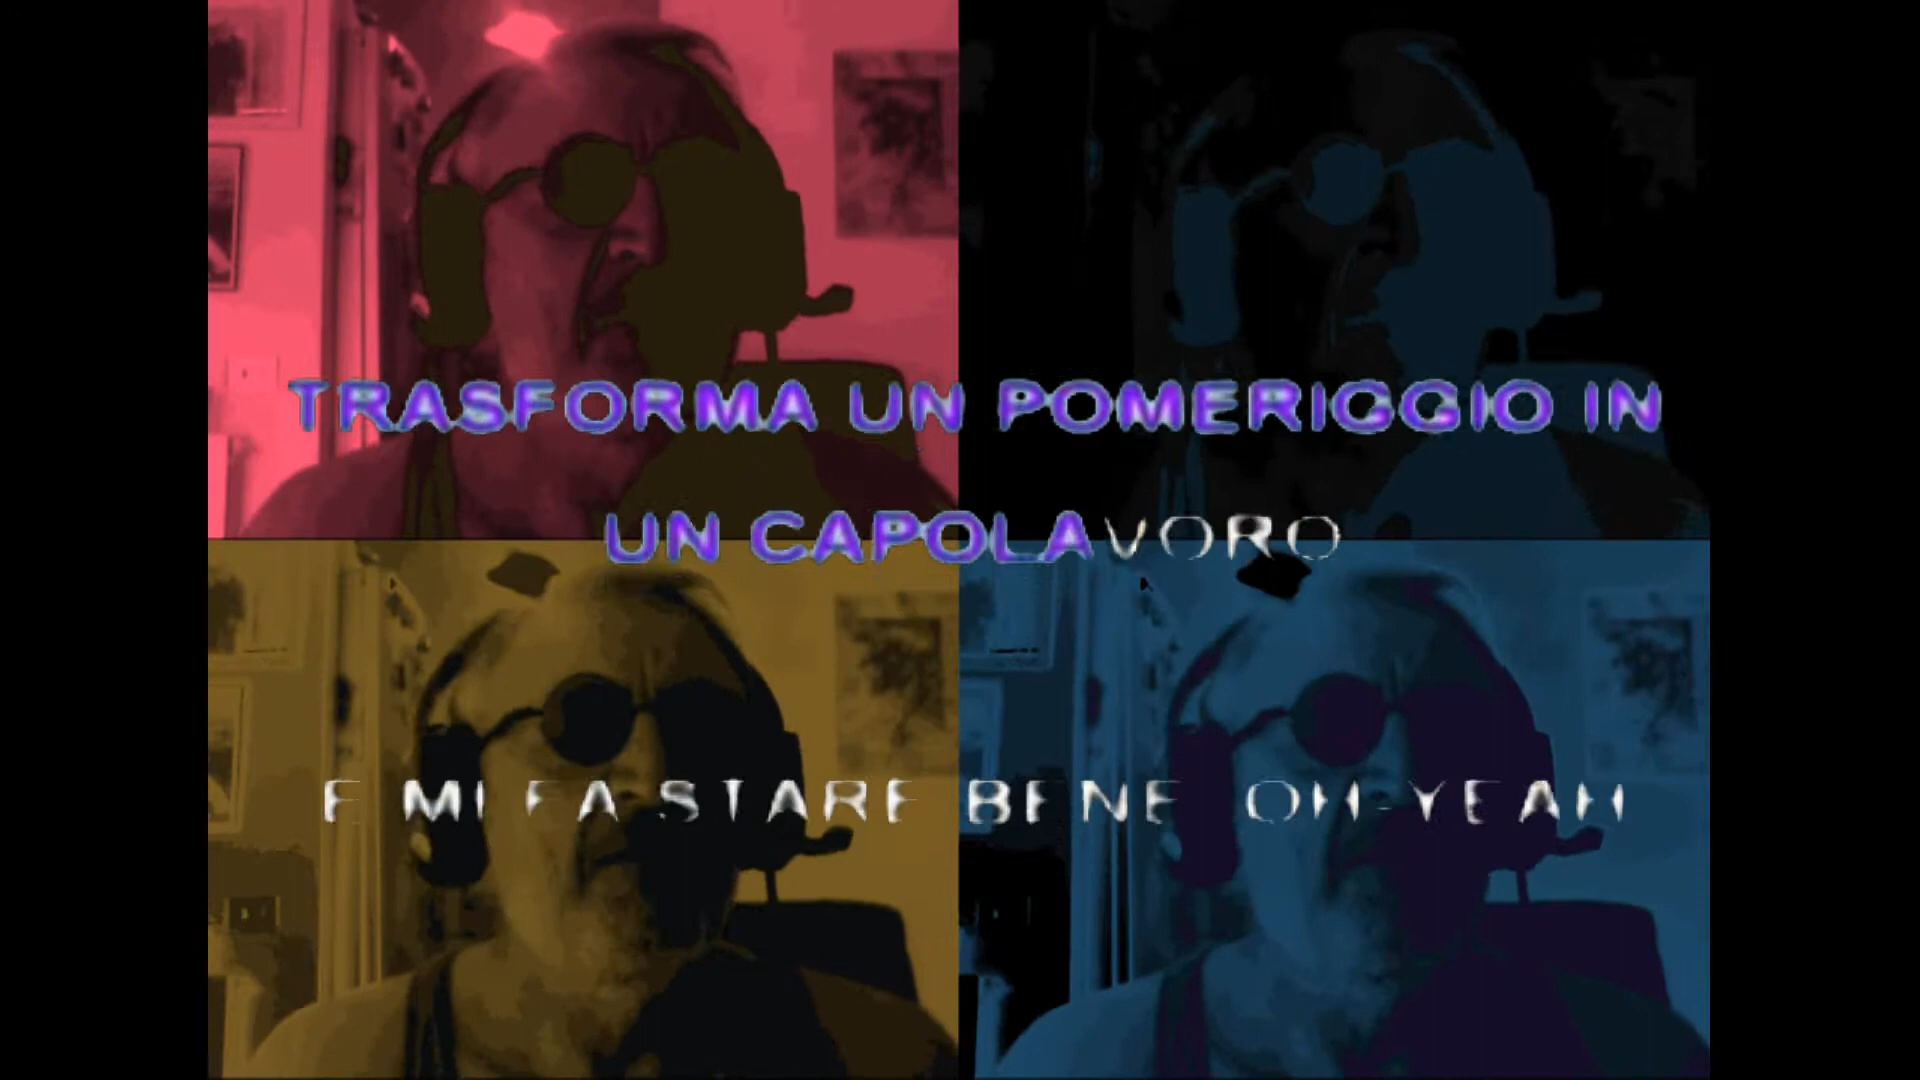 TRASFORMA UN POMERIGGIO IN
UN CAPOLAVORO
E MI FA STARE BENE OH-YEAH